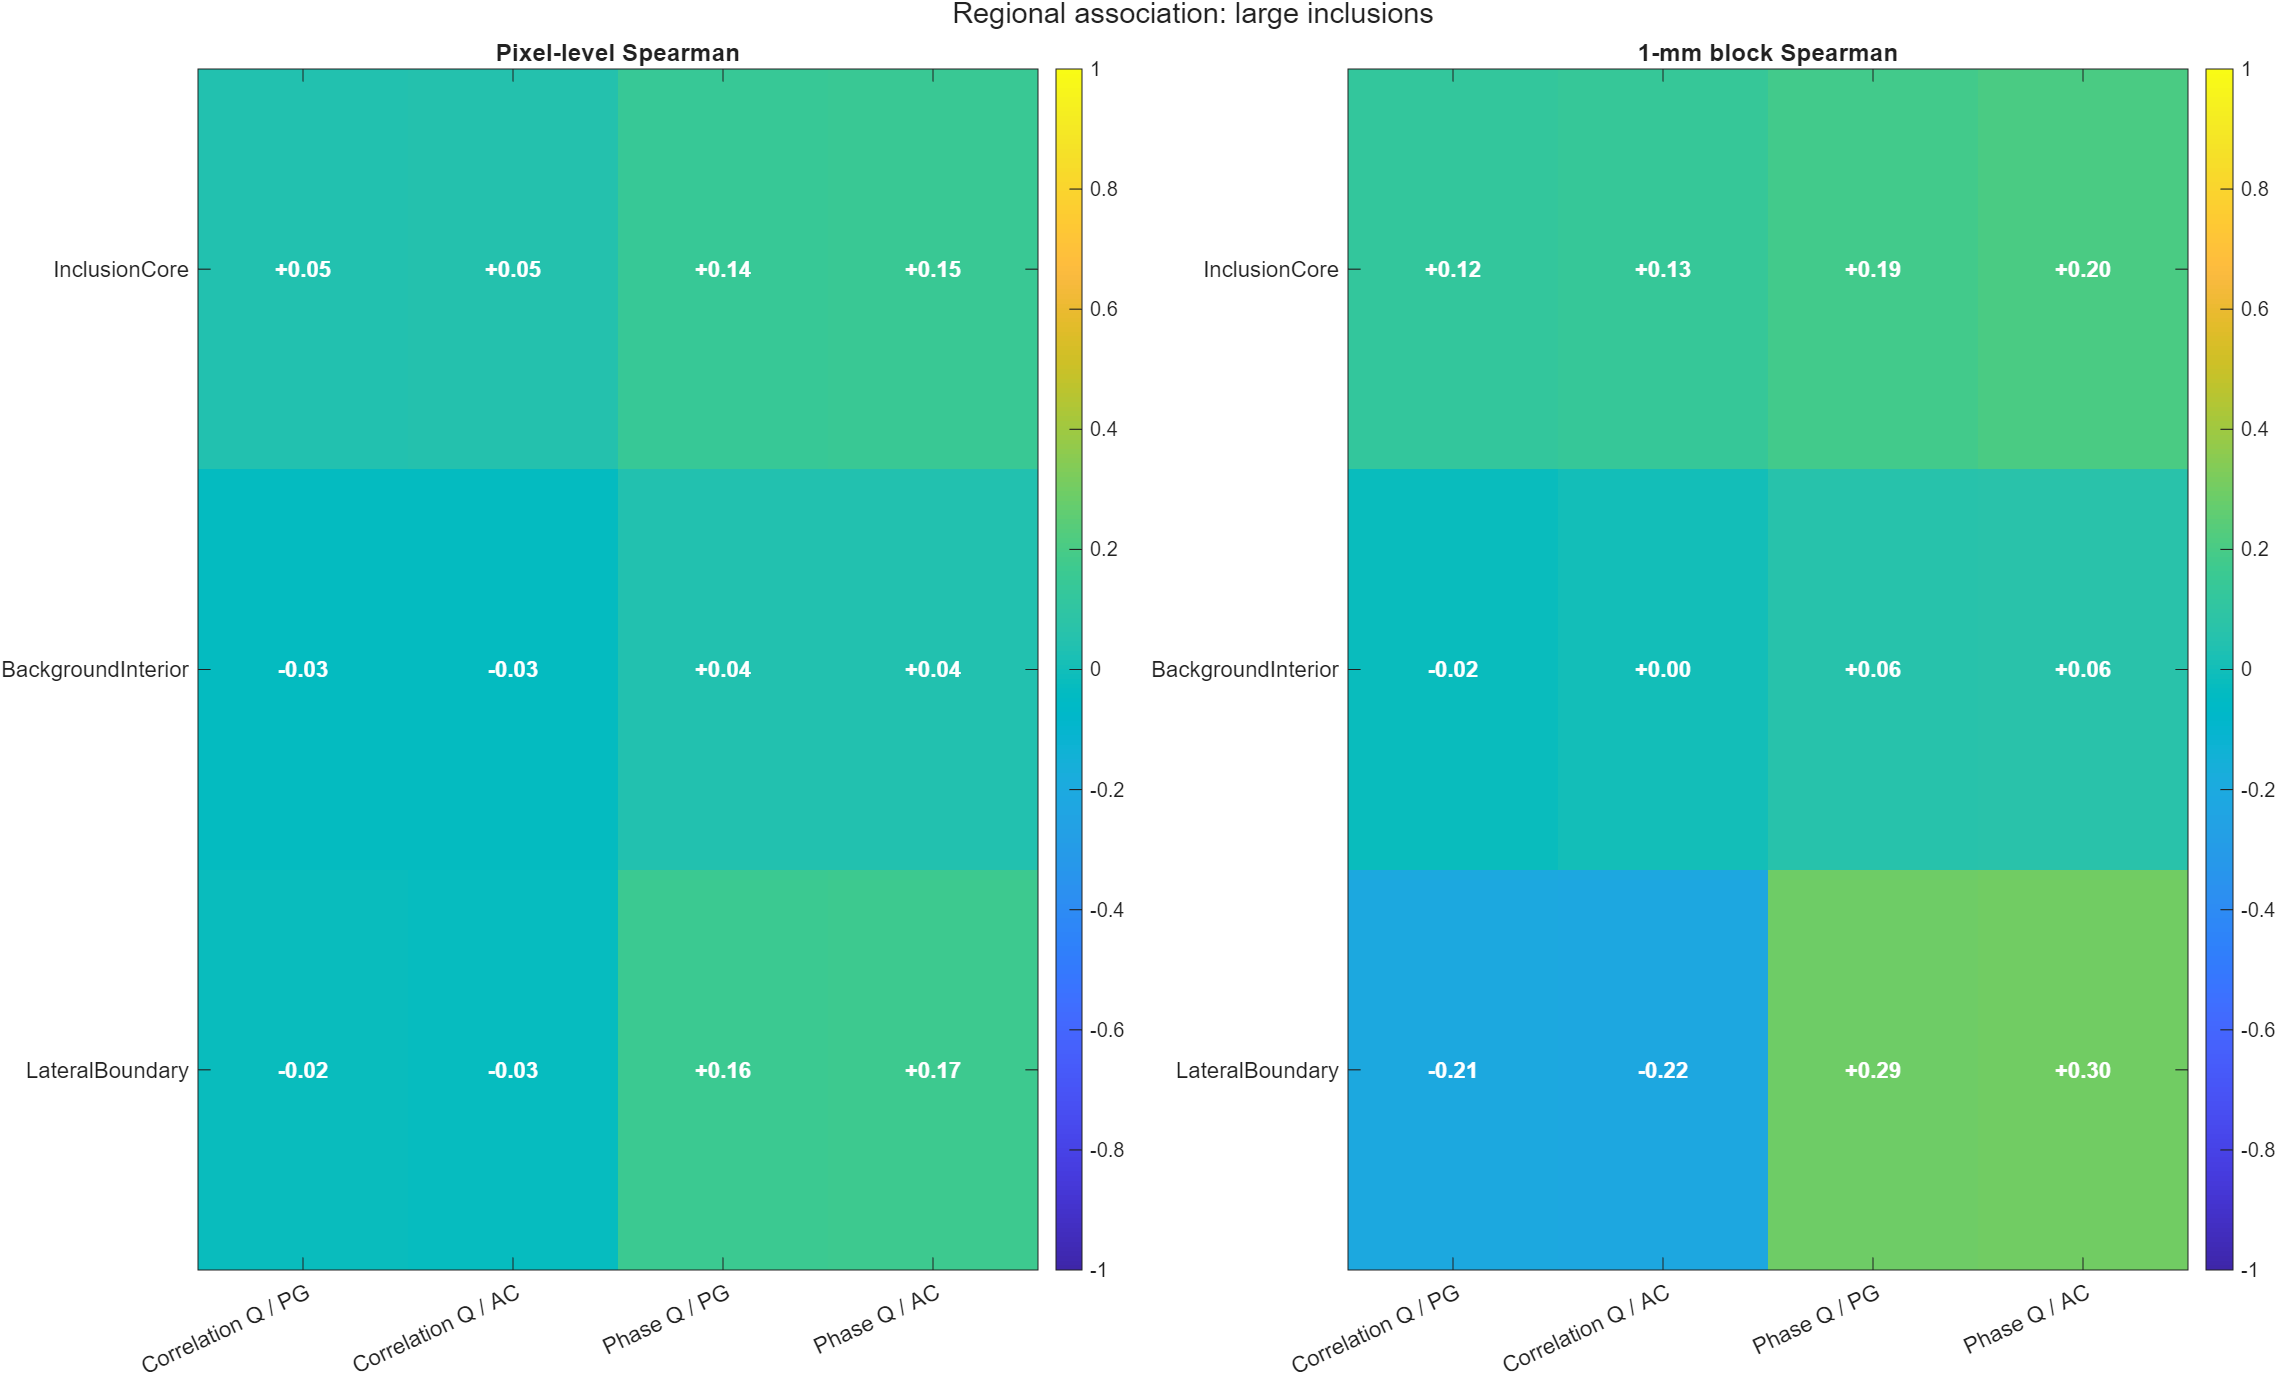 Regional association: large inclusions
Pixel-level Spearman
InclusionCore
BackgroundInterior
LateralBoundary
+0.05 +0.05 +0.14 +0.15
-0.03 -0.03 +0.04 +0.04
-0.02 -0.03 +0.16 +0.17
Correlation Q / PG
Correlation Q / AC
Phase Q / PG
Phase Q / AC
1
0.8
0.6
0.4
0.2
0
-0.2
-0.4
-0.6
-0.8
-1
1-mm block Spearman
InclusionCore
BackgroundInterior
LateralBoundary
+0.12 +0.13 +0.19 +0.20
-0.02 +0.00 +0.06 +0.06
-0.21 -0.22 +0.29 +0.30
Correlation Q / PG
Correlation Q / AC
Phase Q / PG
Phase Q / AC
1
0.8
0.6
0.4
0.2
0
-0.2
-0.4
-0.6
-0.8
-1